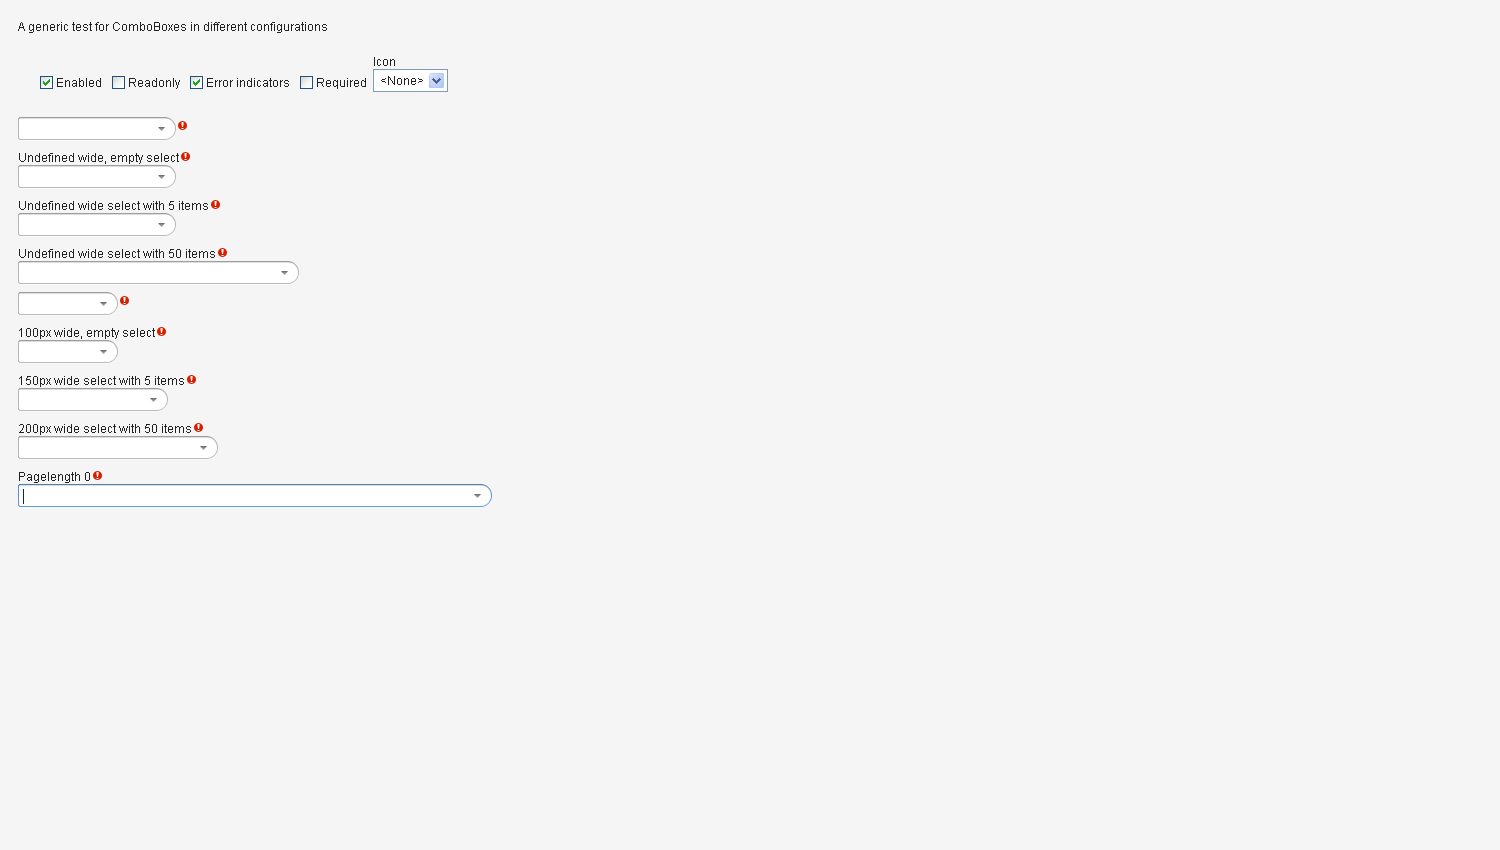 A generic test for ComboBoxes in different configurations
Icon
Enabled Readonly Error indicators Required <None>
Undefined wide, empty select
Undefined wide select with 5 items
Undefined wide select with 50 items
100px wide, empty select
150px wide select with 5 items
200px wide select with 50 items
Pagelength 0